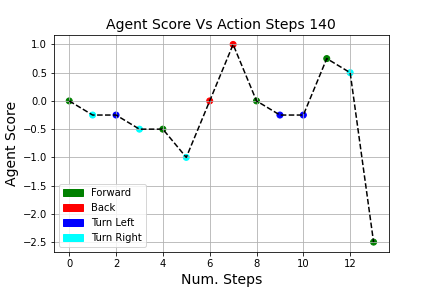 Agent Score Vs Action Steps 140
Agent Score
1.0
0.5
0.0
−0.5
−1.0
−1.5
−2.0
−2.5
Forward
Back
Turn Left
Turn Right
0 2 4 6 8 10 12
Num. Steps